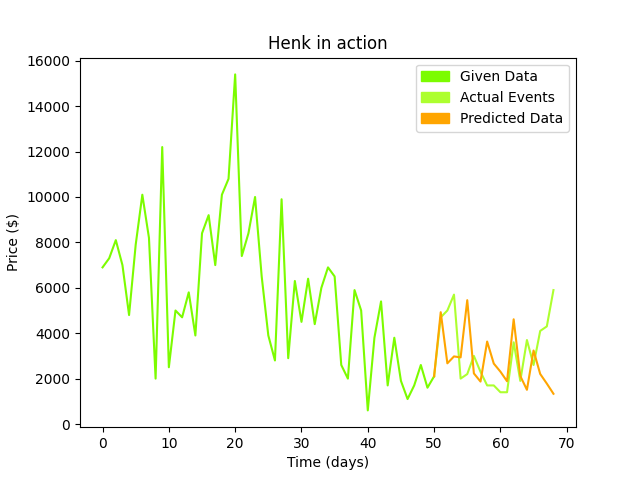 Henk in action
Given Data
Actual Events
Predicted Data
Price ($)
16000
14000
12000
10000
8000
6000
4000
2000
0
0 10 20 30 40 50 60 70
Time (days)